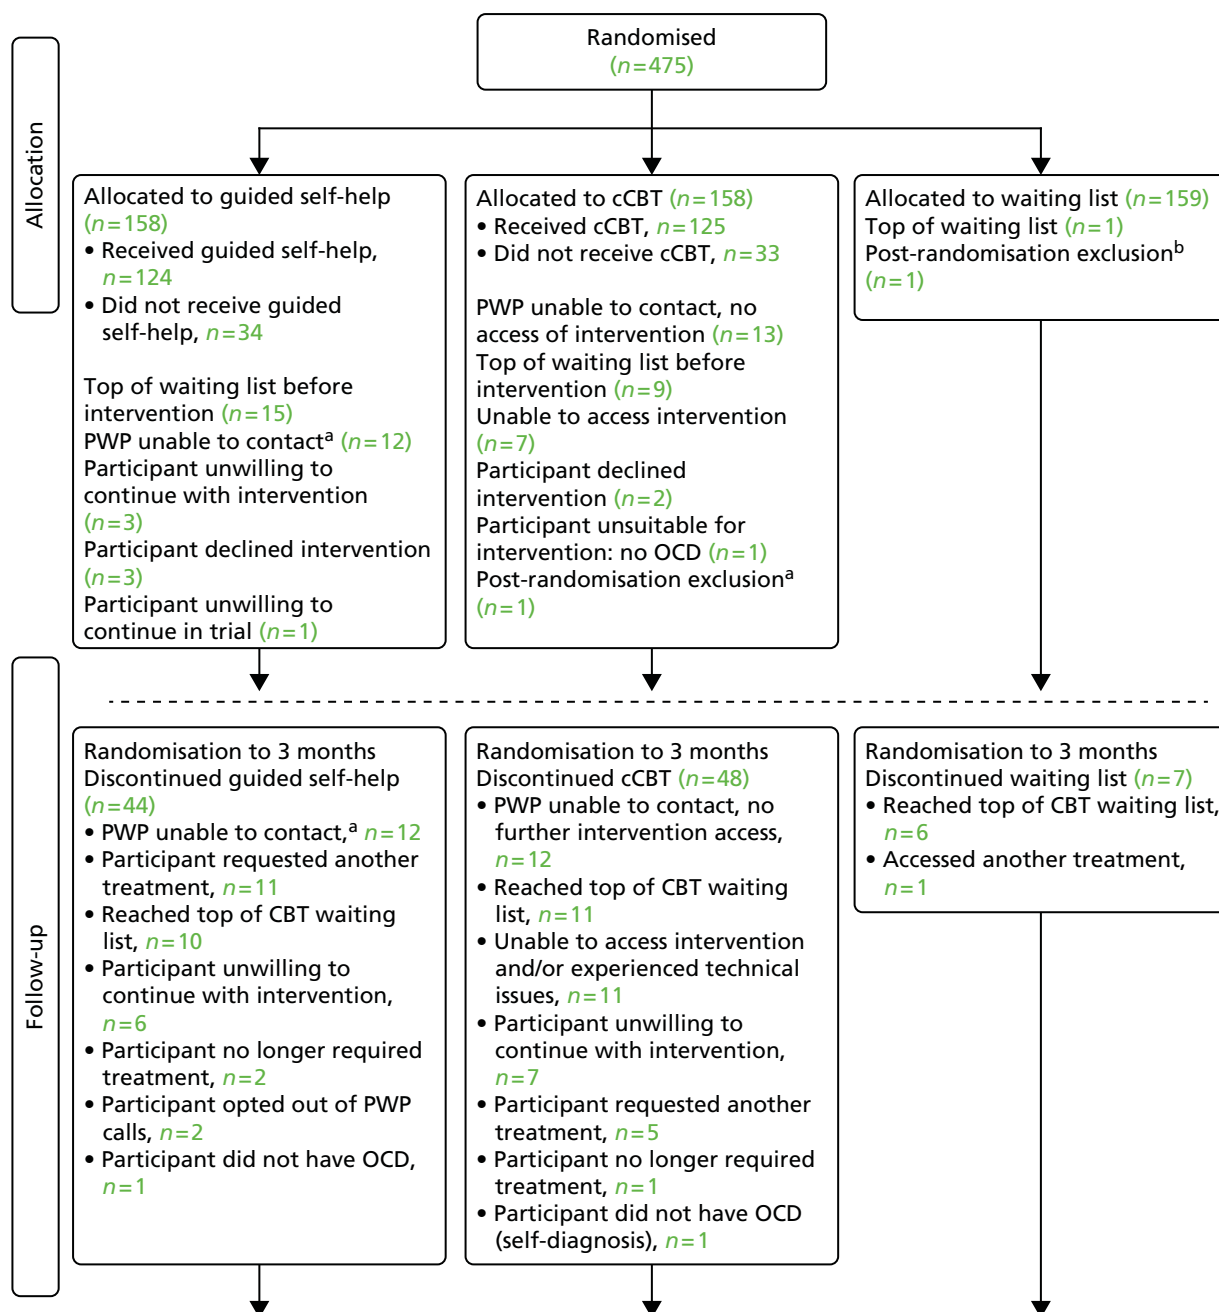 Randomised
(n=475)
Allocation
Allocated to guided self-help
(n=158)
• Received guided self-help,
n=124
• Did not receive guided
self-help, n=34
Top of waiting list before
intervention (n=15)
PWP unable to contactᵃ (n=12)
Participant unwilling to
continue with intervention
(n=3)
Participant declined intervention
(n=3)
Participant unwilling to
continue in trial (n=1)
Allocated to cCBT (n=158)
• Received cCBT, n=125
• Did not receive cCBT, n=33
PWP unable to contact, no
access of intervention (n=13)
Top of waiting list before
intervention (n=9)
Unable to access intervention
(n=7)
Participant declined
intervention (n=2)
Participant unsuitable for
intervention: no OCD (n=1)
Post-randomisation exclusionᵃ
(n=1)
Allocated to waiting list (n=159)
Top of waiting list (n=1)
Post-randomisation exclusionᵇ
(n=1)
Follow-up
Randomisation to 3 months
Discontinued guided self-help
(n=44)
• PWP unable to contact,ᵃ n=12
• Participant requested another
treatment, n=11
• Reached top of CBT waiting
list, n=10
• Participant unwilling to
continue with intervention,
n=6
• Participant no longer required
treatment, n=2
• Participant opted out of PWP
calls, n=2
• Participant did not have OCD,
n=1
Randomisation to 3 months
Discontinued cCBT (n=48)
• PWP unable to contact, no
further intervention access,
n=12
• Reached top of CBT waiting
list, n=11
• Unable to access intervention
and/or experienced technical
issues, n=11
• Participant unwilling to
continue with intervention,
n=7
• Participant requested another
treatment, n=5
• Participant no longer required
treatment, n=1
• Participant did not have OCD
(self-diagnosis), n=1
Randomisation to 3 months
Discontinued waiting list (n=7)
• Reached top of CBT waiting list,
n=6
• Accessed another treatment,
n=1